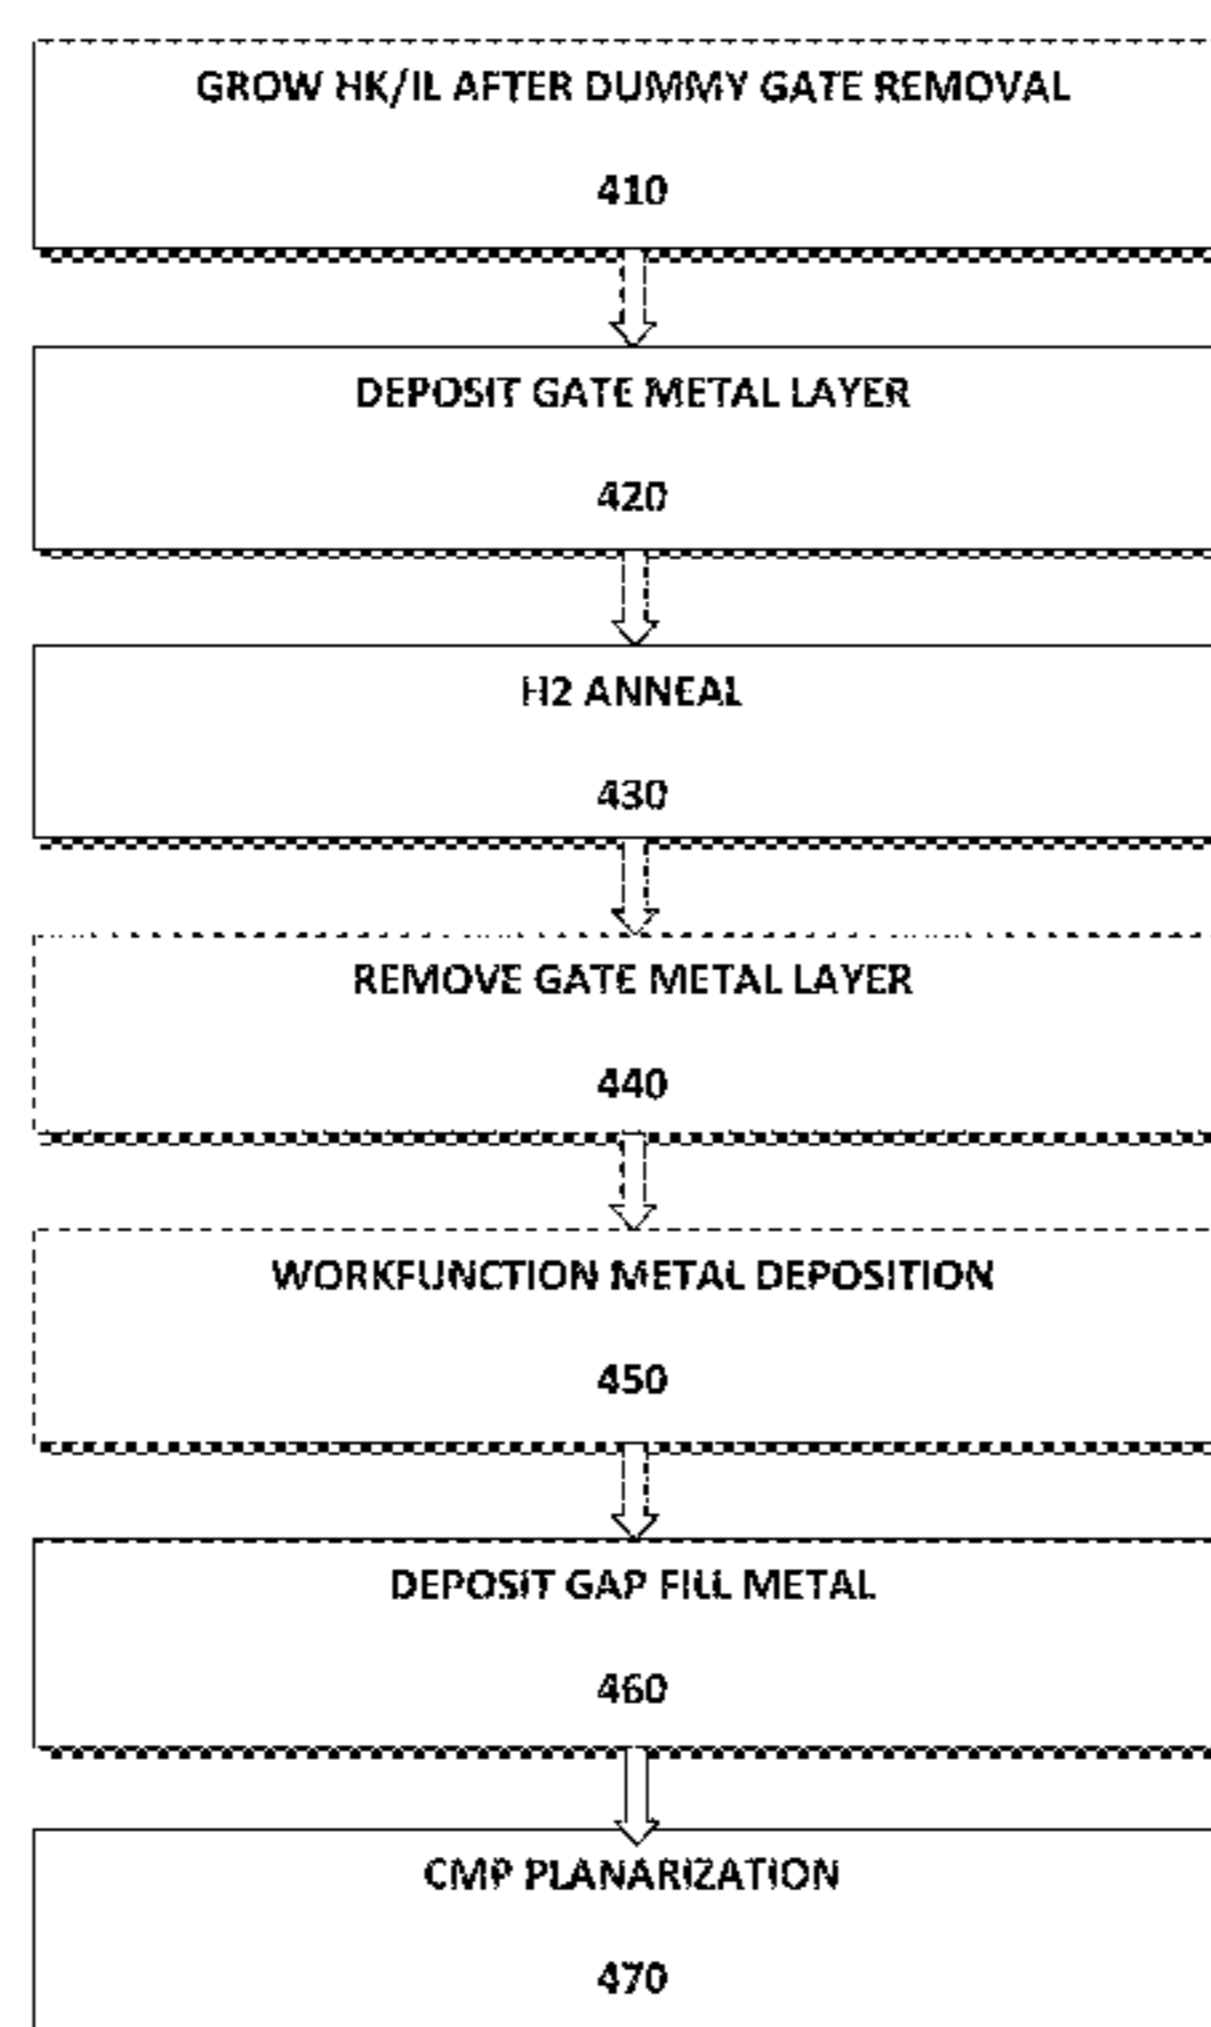 GROW HK/IL AFTER DUMMY GATE REMOVAL
410
DEPOSIT GATE METAL LAYER
420
H2 ANNEAL
430
REMOVE GATE METAL LAYER
440
WORKFUNCTION METAL DEPOSITION
450
DEPOSIT GAP FILL METAL
460
CMP PLANARIZATION
470